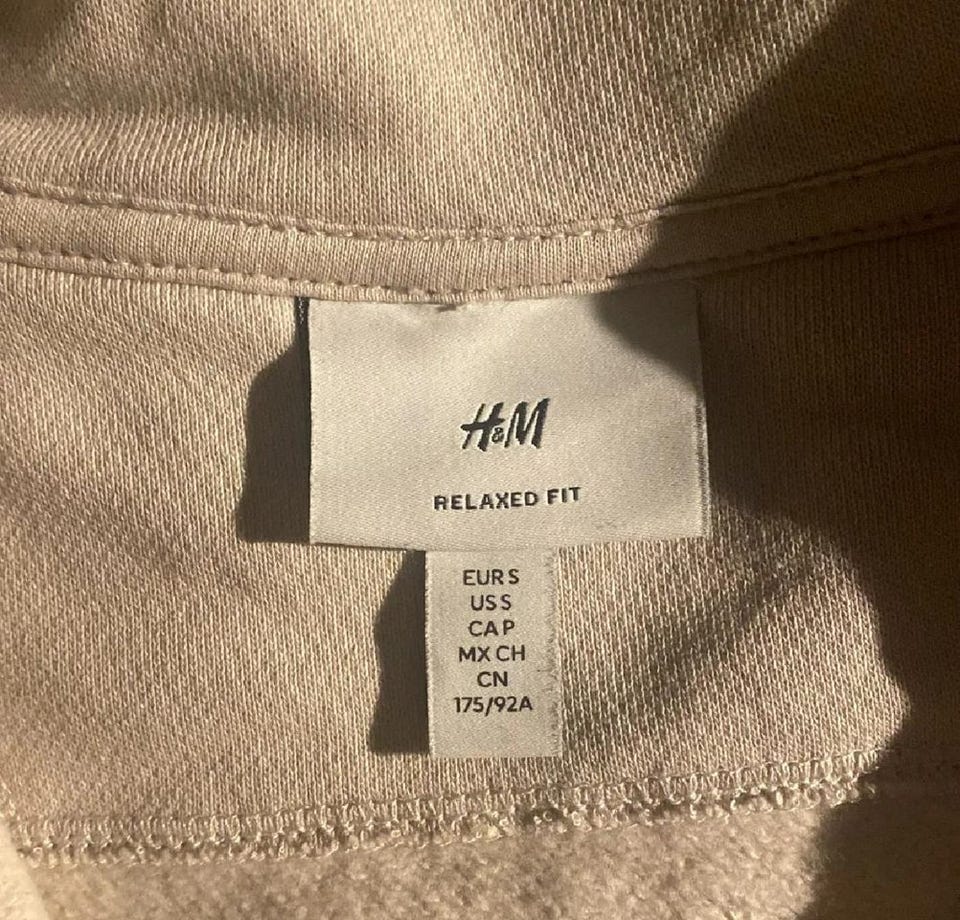 H&M
RELAXED FIT
EUR S
US S
CA P
MX CH
CN
175/92A